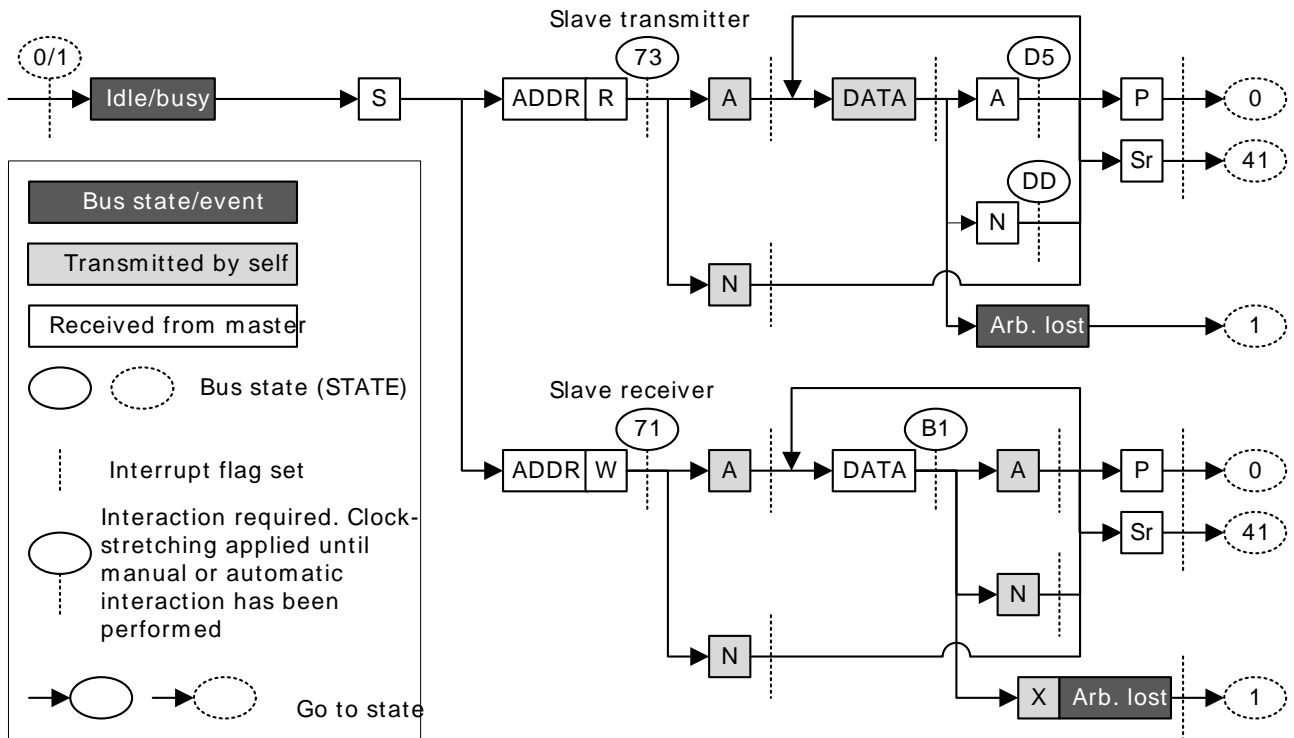 Slave transmitter
0/1
73
D5
Idle/busy
S
ADDR R
A
DATA
A
P
0
Sr
41
DD
N
N
Arb. lost
1
Bus state/event
Transmitted by self
Received from master
Bus state (STATE)
Interrupt flag set
Interaction required. Clock-
stretching applied until
manual or automatic
interaction has been
performed
Go to state
Slave receiver
71
B1
ADDR W
A
DATA
A
P
0
Sr
41
N
N
X Arb. lost
1